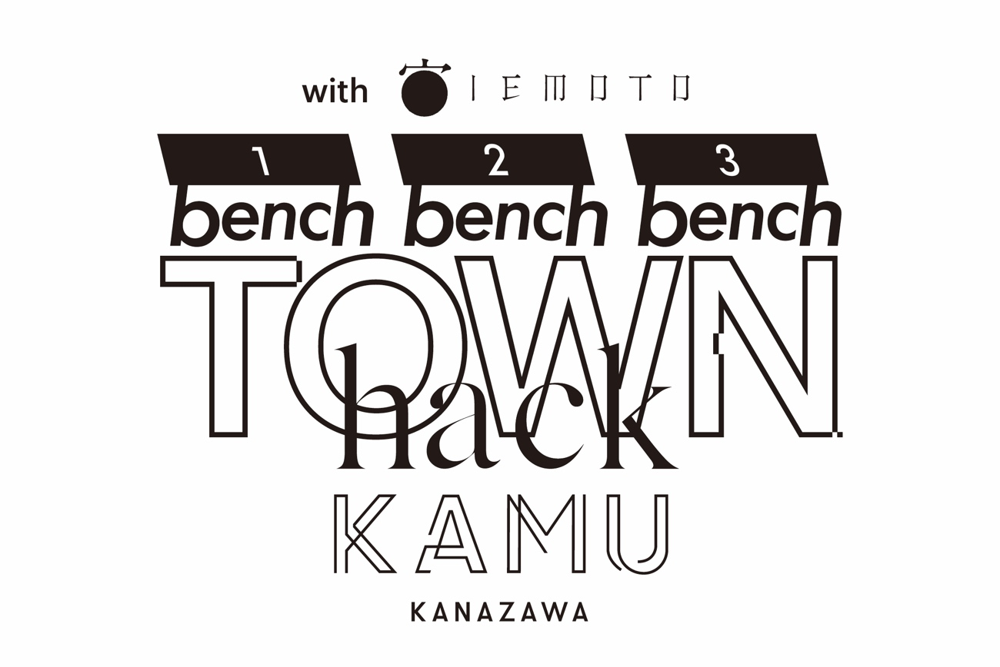 with IEMOTO
1 2 3
bench bench bench
TOWN
hack
KAMU
KANAZAWA